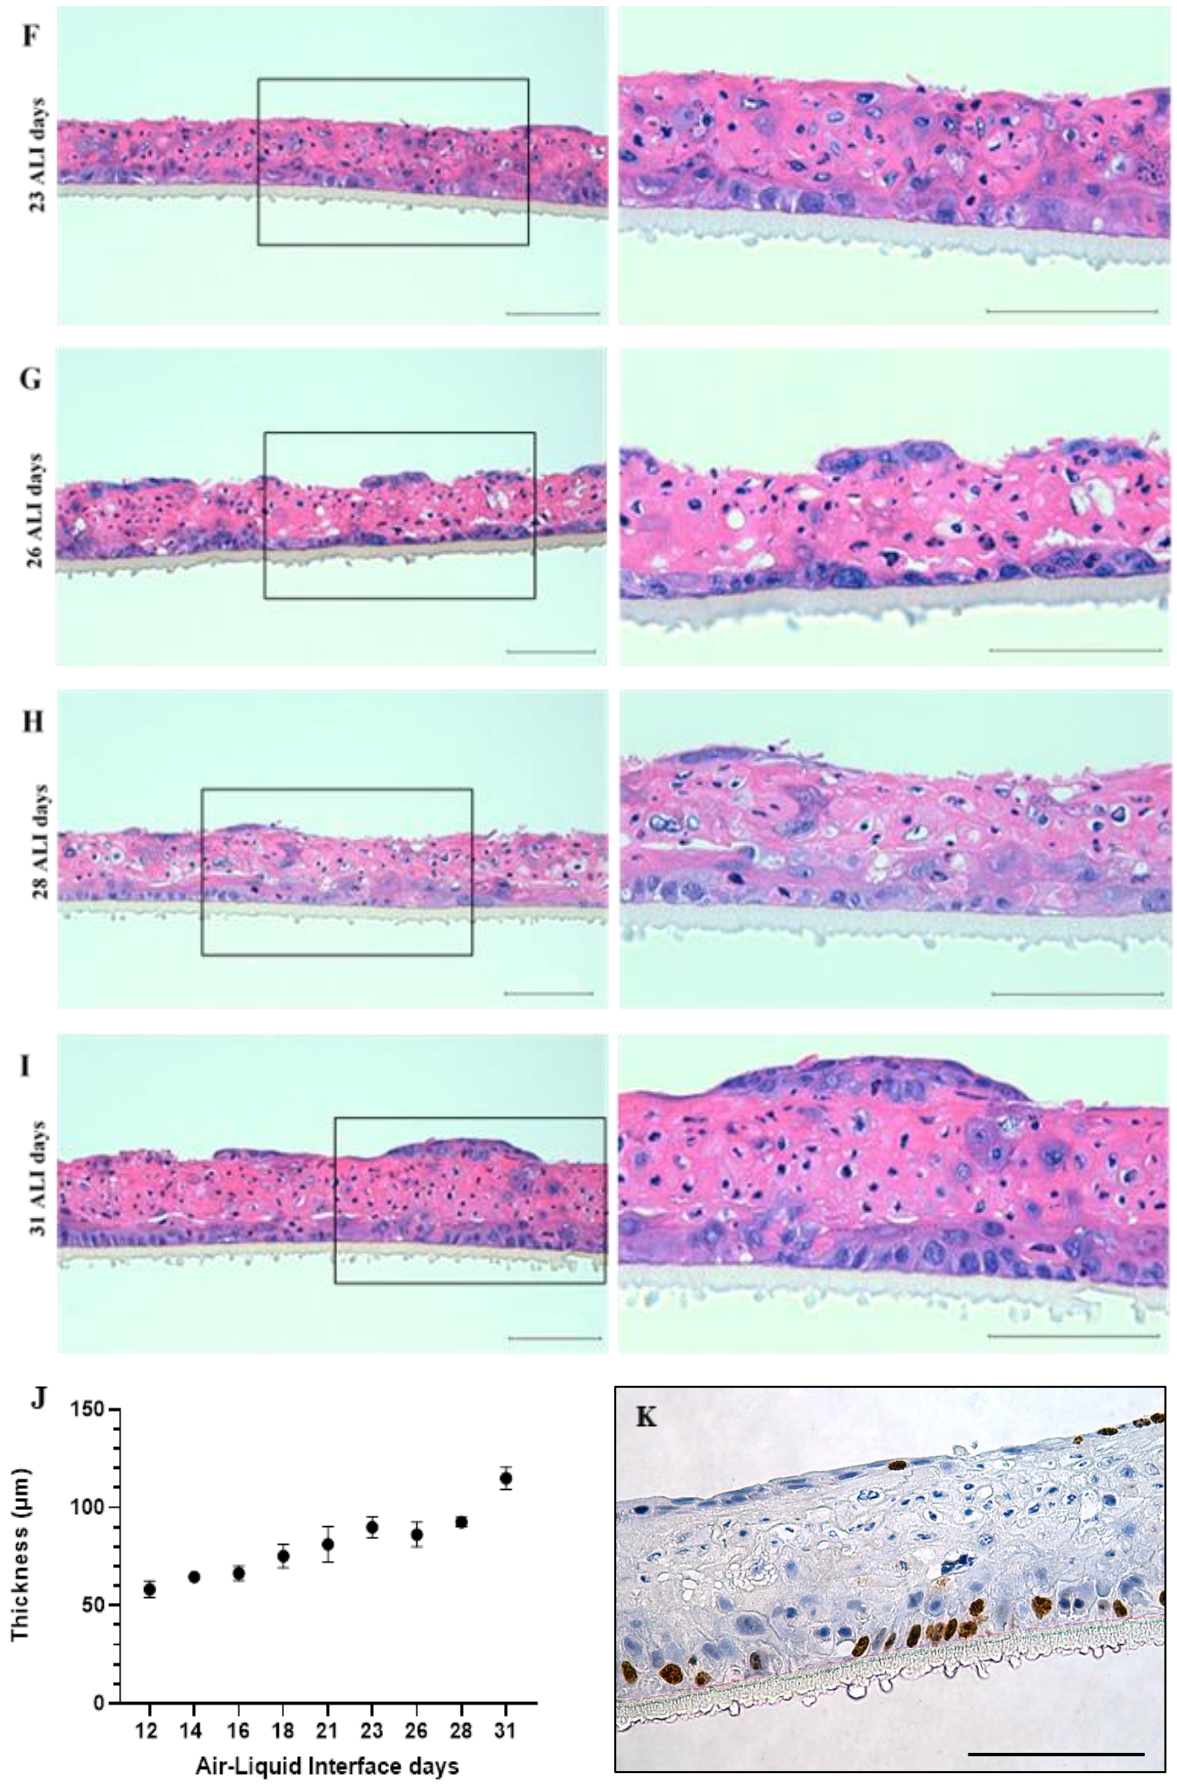 F
23 ALI days
G
26 ALI days
H
28 ALI days
I
31 ALI days
J
150
100
50
0
Thickness (µm)
12 14 16 18 21 23 26 28 31
Air-Liquid Interface days
K